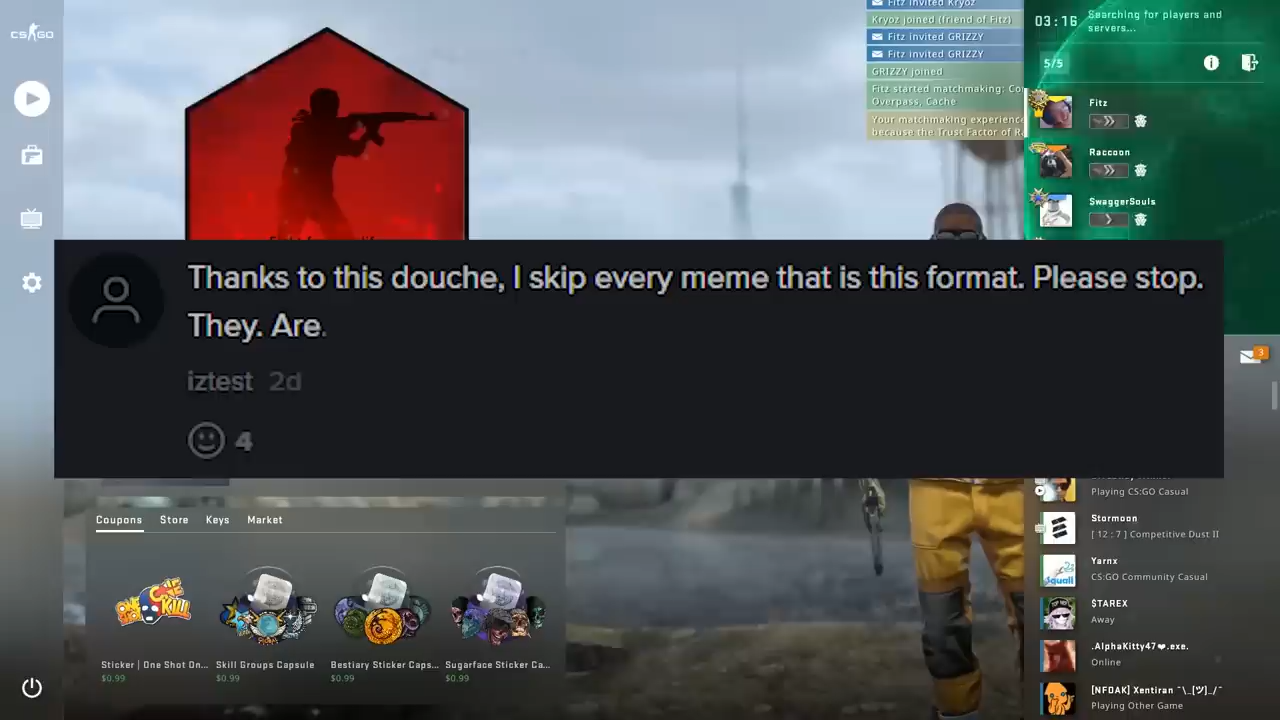 CS GO
Fitz invited Kryoz
Kryoz joined (friend of Fitz)
Fitz invited GRIZZY
Fitz invited GRIZZY
GRIZZY joined
Fitz started matchmaking:
Overpass, Cache
Your matchmaking experience
because the Trust Factor of
03:16
Searching for players and
servers...
5/5
Fitz
Raccoon
SwaggerSouls
Thanks to this douche, I skip every meme that is this format. Please stop.
They. Are.
iztest 2d
4
3
Coupons Store Keys Market
Sticker | One Shot On... Skill Groups Capsule Bestiary Sticker Caps... Sugarface Sticker Ca...
$0.99 $0.99 $0.99 $0.99
Playing CS:GO Casual
Stormoon
[ 12 : 7 ] Competitive Dust II
Yarnx
CS:GO Community Casual
$TAREX
Away
.AlphaKitty47❤.exe.
Online
[NFDAK] Xentiran ¯\_[ツ]_/¯
Playing Other Game